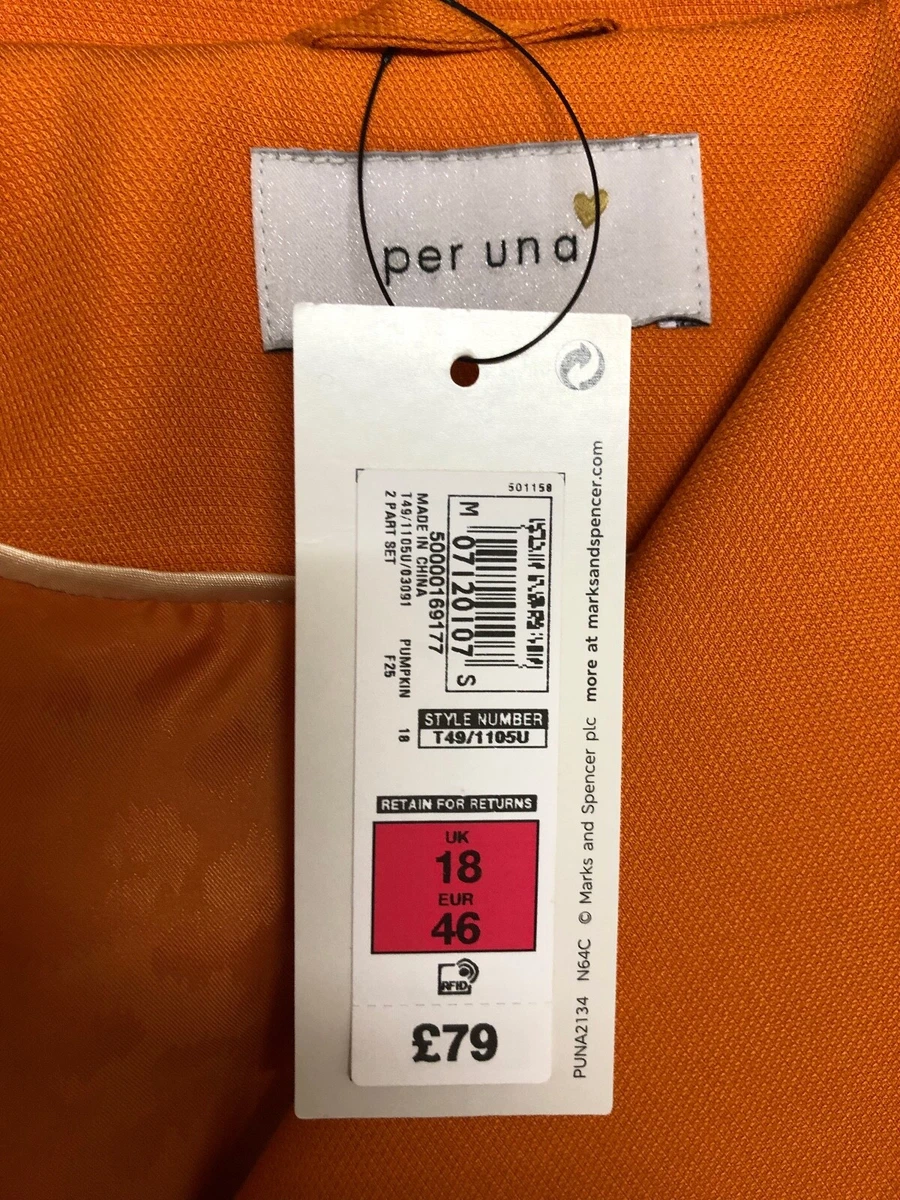 per una
501158
M 07120107 S
5000016917​7
MADE IN CHINA
T49/1105U/03091 PUMPKIN 18
2 PART SET F25
STYLE NUMBER
T49/1105U
RETAIN FOR RETURNS
UK
18
EUR
46
RFID
£79
PUNA2134 N64C © Marks and Spencer plc more at marksandspencer.com